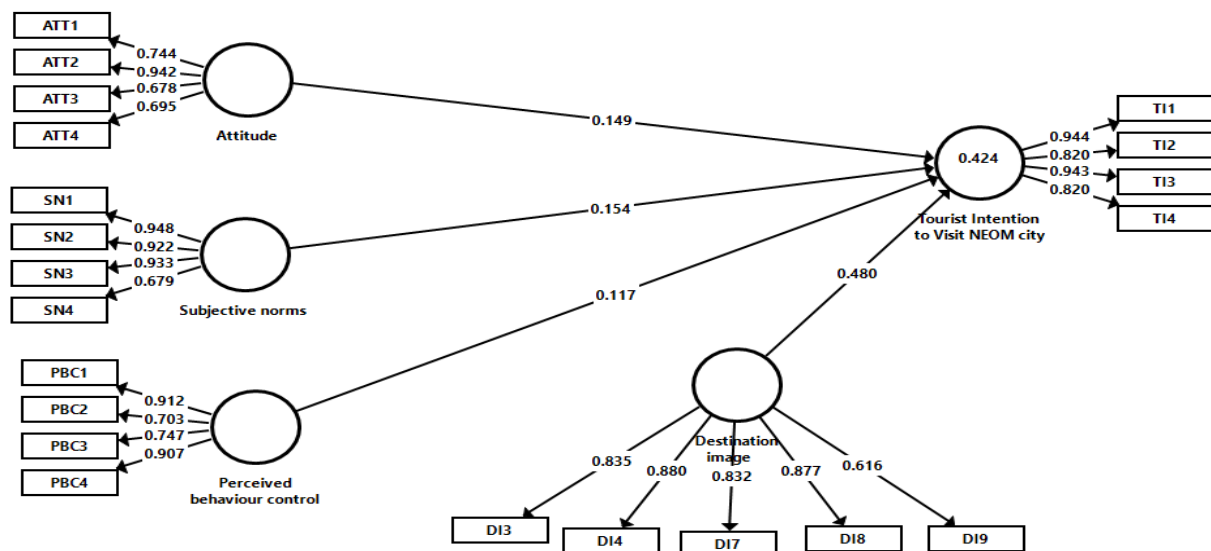 ATT1
0.744
ATT2
0.942
ATT3
0.678
0.695
ATT4
Attitude
0.149
TI1
0.944
TI2
0.820
0.424
0.943
TI3
0.820
TI4
Tourist Intention
to Visit NEOM city
SN1
0.948
SN2
0.922
SN3
0.933
0.679
SN4
Subjective norms
0.154
0.117
0.480
PBC1
0.912
PBC2
0.703
PBC3
0.747
0.907
PBC4
Perceived
behaviour control
Destination
image
0.835
0.880
0.832
0.877
0.616
DI3
DI4
DI7
DI8
DI9